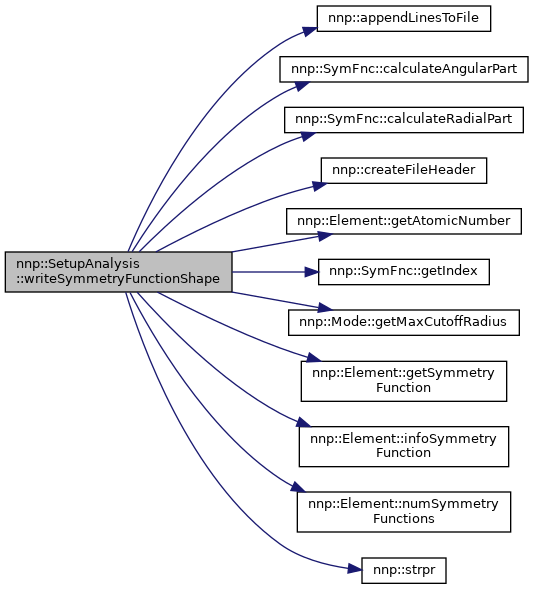 nnp::appendLinesToFile
nnp::SymFnc::calculateAngularPart
nnp::SymFnc::calculateRadialPart
nnp::createFileHeader
nnp::Element::getAtomicNumber
nnp::SetupAnalysis
::writeSymmetryFunctionShape
nnp::SymFnc::getIndex
nnp::Mode::getMaxCutoffRadius
nnp::Element::getSymmetry
Function
nnp::Element::infoSymmetry
Function
nnp::Element::numSymmetry
Functions
nnp::strpr